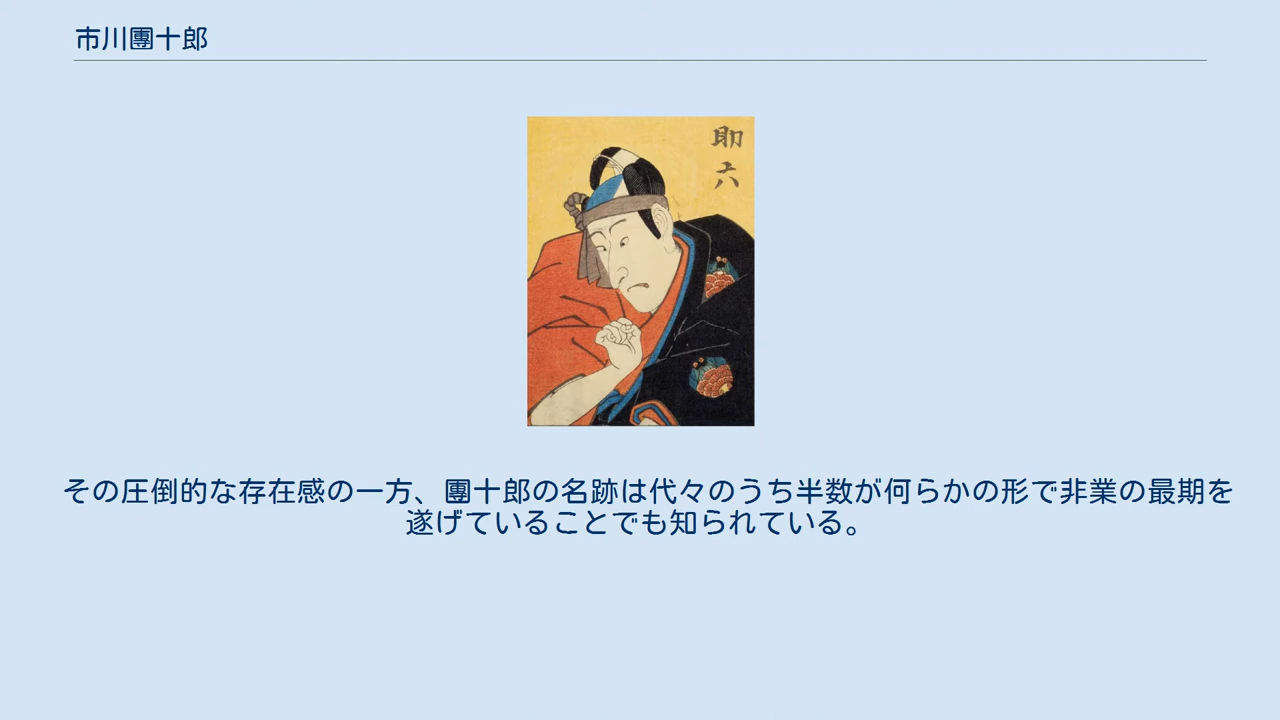 市川團十郎
助六
その圧倒的な存在感の一方、團十郎の名跡は代々のうち半数が何らかの形で非業の最期を
遂げていることでも知られている。